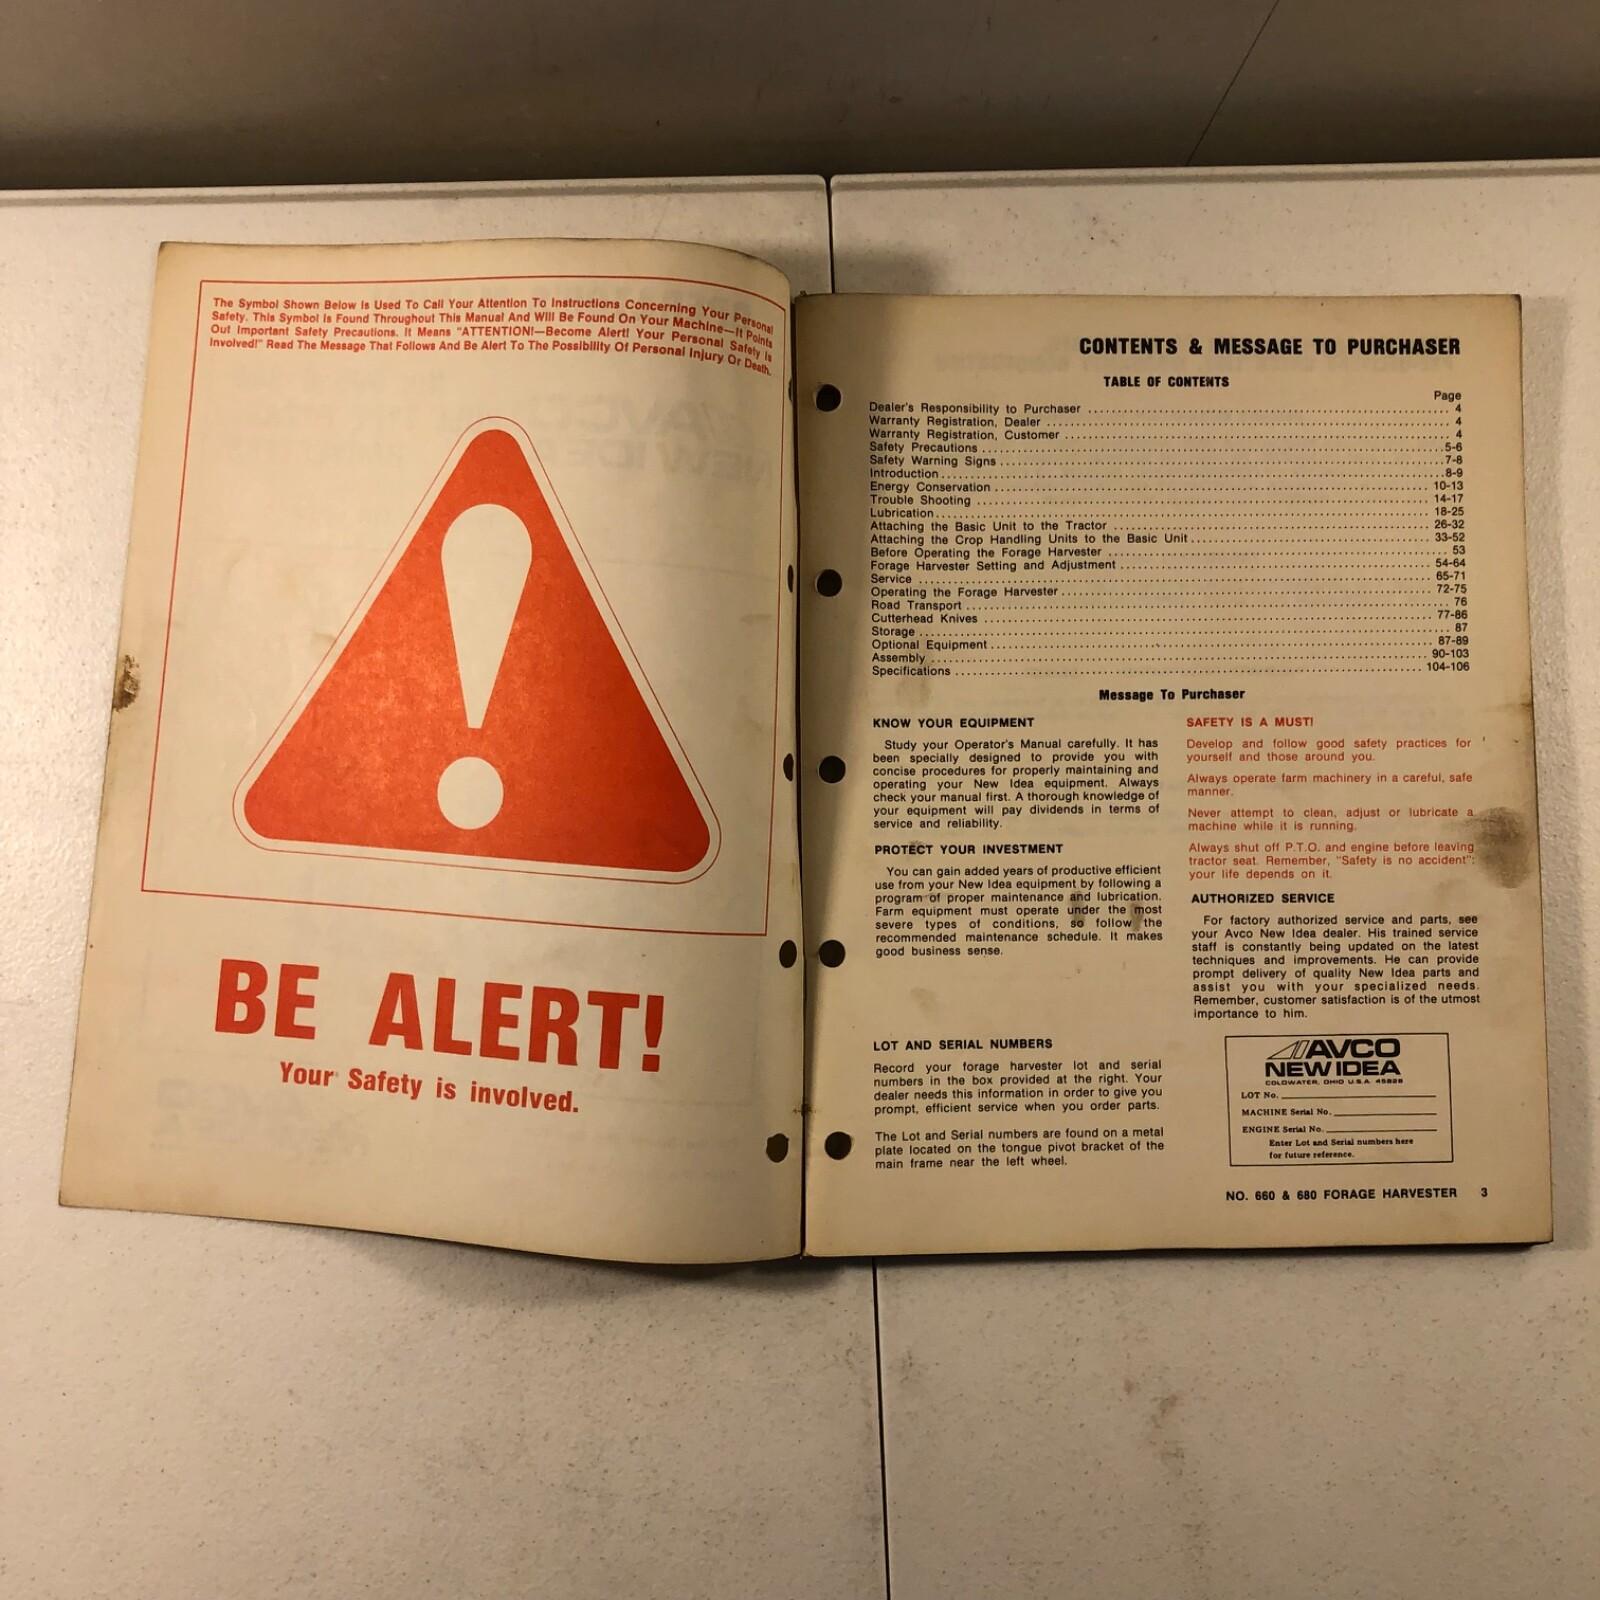 The Symbol Shown Below Is Used To Call Your Attention To Instructions Concerning Your Personal
Safety. This Symbol Is Found Throughout This Manual And Will Be Found On Your Machine—It Points
Out Important Safety Precautions. It Means "ATTENTION!—Become Alert! Your Personal Safety Is
Involved!" Read The Message That Follows And Be Alert To The Possibility Of Personal Injury Or Death.
BE ALERT!
Your Safety is involved.
CONTENTS & MESSAGE TO PURCHASER
TABLE OF CONTENTS
Page
Dealer's Responsibility to Purchaser 4
Warranty Registration, Dealer 4
Warranty Registration, Customer 4
Safety Precautions 5-6
Safety Warning Signs 7-8
Introduction 8-9
Energy Conservation 10-13
Trouble Shooting 14-17
Lubrication 18-25
Attaching the Basic Unit to the Tractor 26-32
Attaching the Crop Handling Units to the Basic Unit 33-52
Before Operating the Forage Harvester 53
Forage Harvester Setting and Adjustment 54-64
Service 65-71
Operating the Forage Harvester 72-75
Road Transport 76
Cutterhead Knives 77-86
Storage 87
Optional Equipment 87-89
Assembly 90-103
Specifications 104-106
Message To Purchaser
KNOW YOUR EQUIPMENT
Study your Operator's Manual carefully. It has
been specially designed to provide you with
concise procedures for properly maintaining and
operating your New Idea equipment. Always
check your manual first. A thorough knowledge of
your equipment will pay dividends in terms of
service and reliability.
PROTECT YOUR INVESTMENT
You can gain added years of productive efficient
use from your New Idea equipment by following a
program of proper maintenance and lubrication.
Farm equipment must operate under the most
severe types of conditions, so follow the
recommended maintenance schedule. It makes
good business sense.
LOT AND SERIAL NUMBERS
Record your forage harvester lot and serial
numbers in the box provided at the right. Your
dealer needs this information in order to give you
prompt, efficient service when you order parts.
The Lot and Serial numbers are found on a metal
plate located on the tongue pivot bracket of the
main frame near the left wheel.
SAFETY IS A MUST!
Develop and follow good safety practices for
yourself and those around you.
Always operate farm machinery in a careful, safe
manner.
Never attempt to clean, adjust or lubricate a
machine while it is running.
Always shut off P.T.O. and engine before leaving
tractor seat. Remember, "Safety is no accident":
your life depends on it.
AUTHORIZED SERVICE
For factory authorized service and parts, see
your Avco New Idea dealer. His trained service
staff is constantly being updated on the latest
techniques and improvements. He can provide
prompt delivery of quality New Idea parts and
assist you with your specialized needs.
Remember, customer satisfaction is of the utmost
importance to him.
AVCO
NEW IDEA
COLDWATER, OHIO U.S.A. 45828
LOT No.
MACHINE Serial No.
ENGINE Serial No.
Enter Lot and Serial numbers here
for future reference.
NO. 660 & 680 FORAGE HARVESTER 3